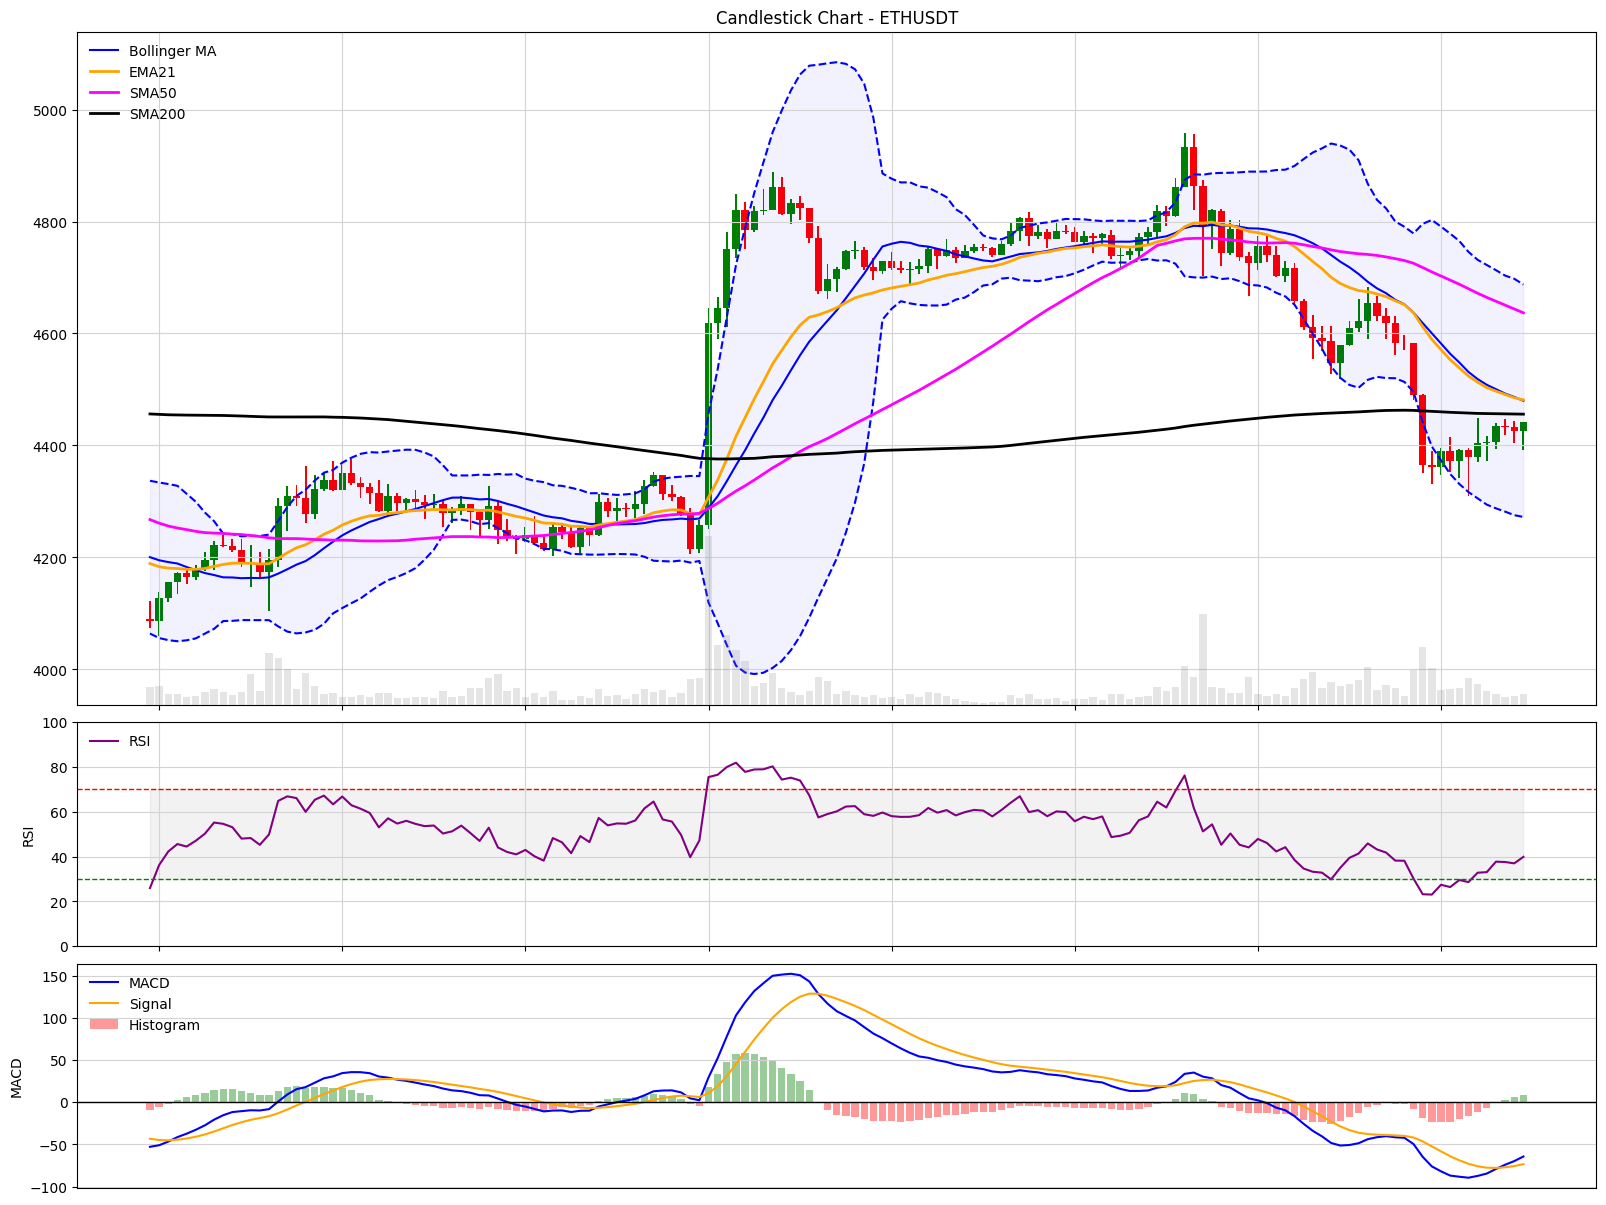 Candlestick Chart - ETHUSDT
Bollinger MA
EMA21
SMA50
SMA200
5000
4800
4600
4400
4200
4000
RSI
100
80
60
40
20
0
RSI
MACD
Signal
Histogram
150
100
50
0
−50
−100
MACD